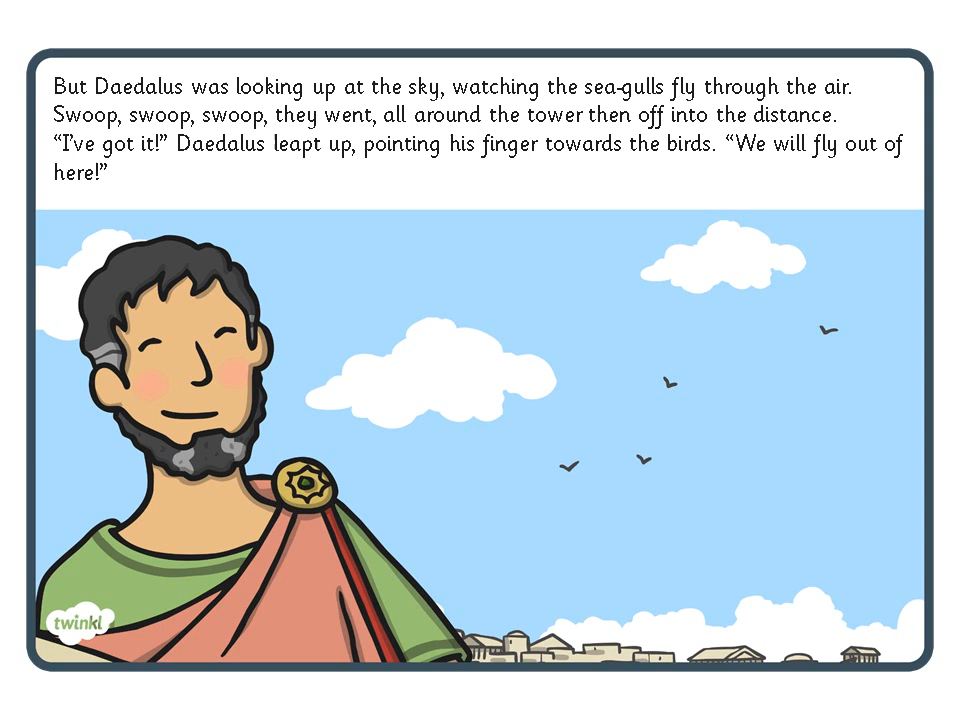 But Daedalus was looking up at the sky, watching the sea-gulls fly through the air.
Swoop, swoop, swoop, they went, all around the tower then off into the distance.
“I’ve got it!” Daedalus leapt up, pointing his finger towards the birds. “We will fly out of
here!”
twinkl